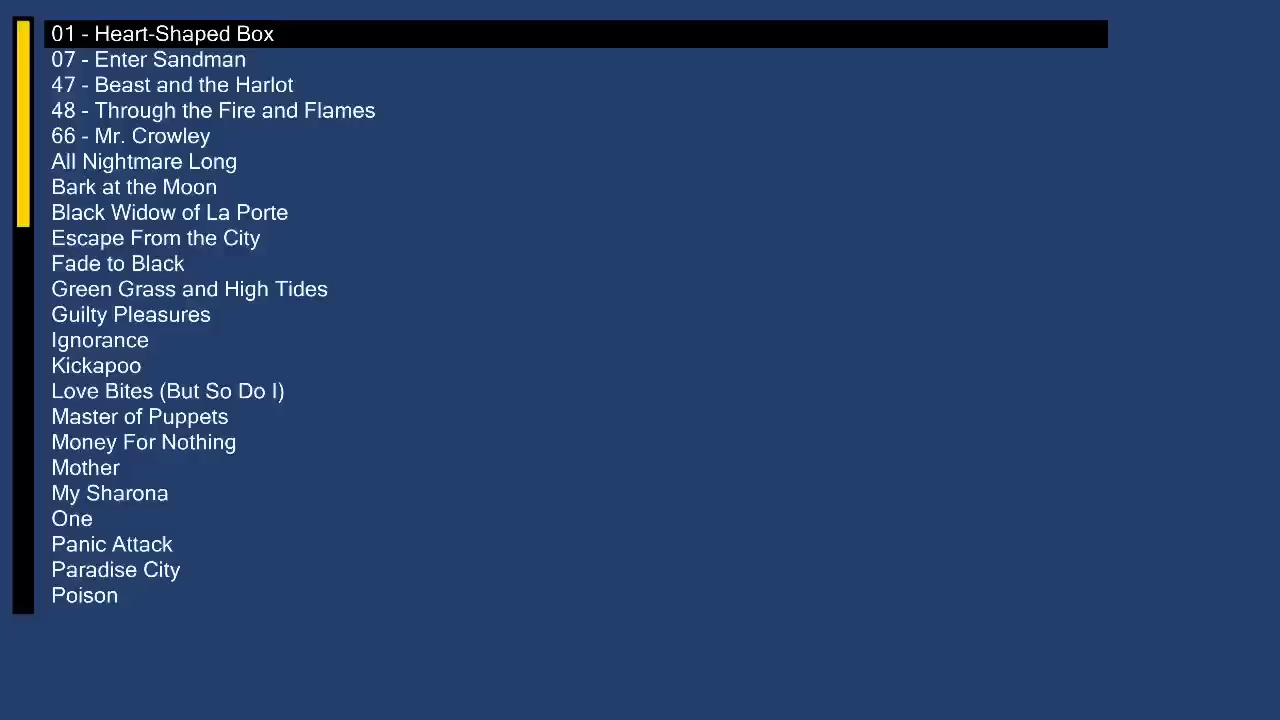 01 - Heart-Shaped Box
07 - Enter Sandman
47 - Beast and the Harlot
48 - Through the Fire and Flames
66 - Mr. Crowley
All Nightmare Long
Bark at the Moon
Black Widow of La Porte
Escape From the City
Fade to Black
Green Grass and High Tides
Guilty Pleasures
Ignorance
Kickapoo
Love Bites (But So Do I)
Master of Puppets
Money For Nothing
Mother
My Sharona
One
Panic Attack
Paradise City
Poison